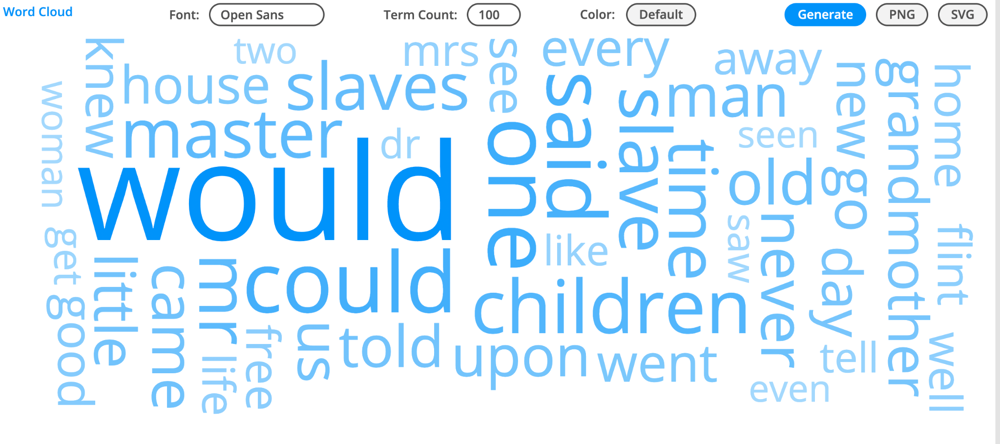 Word Cloud
Font: Open Sans
Term Count: 100
Color: Default
Generate
PNG
SVG
knew
two
mrs
see
every
away
new
grandmother
home
woman
house
slaves
said
slave
man
master
dr
one
time
seen
would
old
go
get
like
saw
never
flint
little
came
mr
could
children
day
good
life
free
us
told
upon
went
tell
well
even